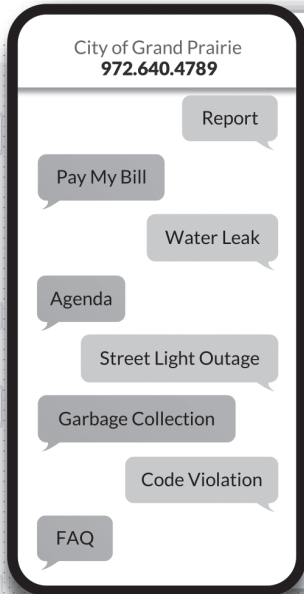 City of Grand Prairie
972.640.4789
Report
Pay My Bill
Water Leak
Agenda
Street Light Outage
Garbage Collection
Code Violation
FAQ